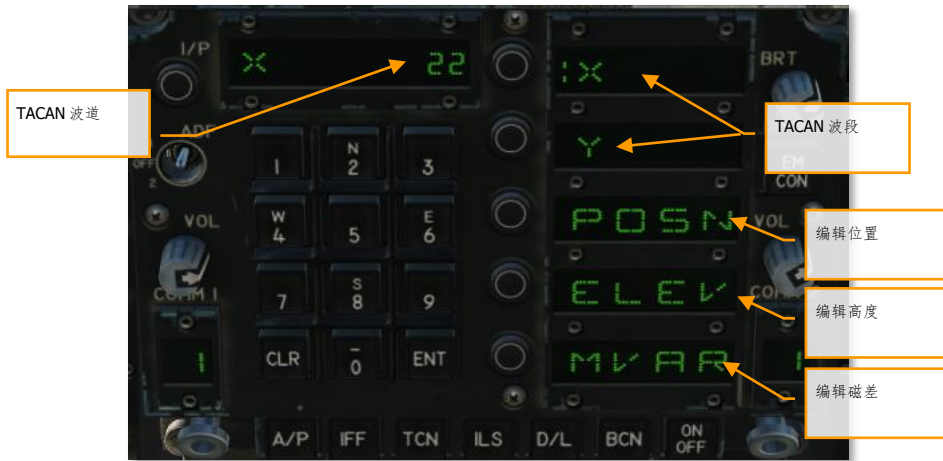 I/P
X 22
:X
BRT
TACAN 波道
TACAN 波段
ADF
OFF
2
1
N
2
3
Y
EM
CON
VOL
W
4
5
E
6
POSN
VOL
编辑位置
COMM 1
7
S
8
9
ELEV
编辑高度
1
CLR
–
0
ENT
MVAR
编辑磁差
A/P
IFF
TCN
ILS
D/L
BCN
ON
OFF